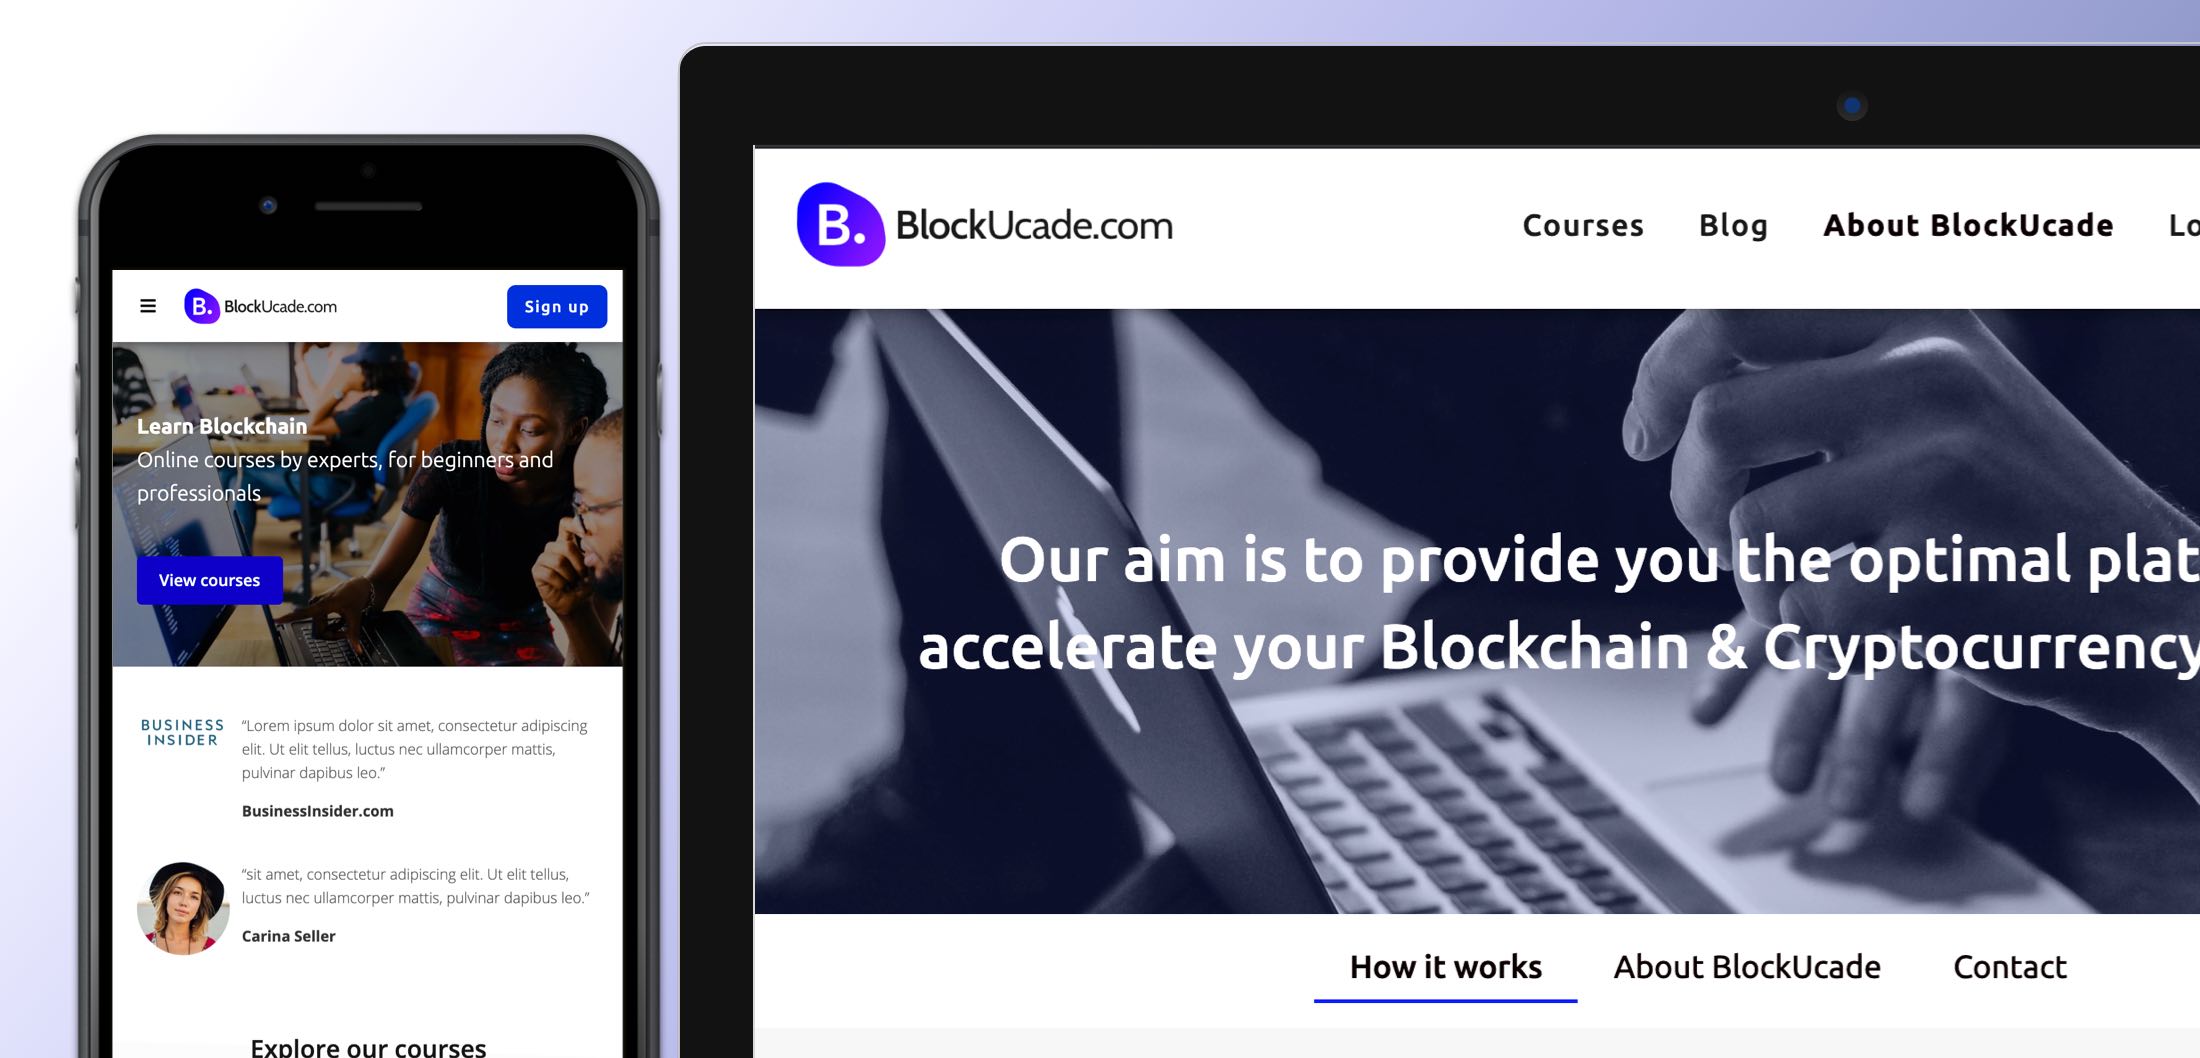 B. BlockUcade.com
Sign up
Learn Blockchain
Online courses by experts, for beginners and
professionals
View courses
BUSINESS
INSIDER
“Lorem ipsum dolor sit amet, consectetur adipiscing
elit. Ut elit tellus, luctus nec ullamcorper mattis,
pulvinar dapibus leo.”
BusinessInsider.com
“sit amet, consectetur adipiscing elit. Ut elit tellus,
luctus nec ullamcorper mattis, pulvinar dapibus leo.”
Carina Seller
Explore our courses
B. BlockUcade.com
Courses Blog About BlockUcade Lo
Our aim is to provide you the optimal plat
accelerate your Blockchain & Cryptocurrency
How it works About BlockUcade Contact